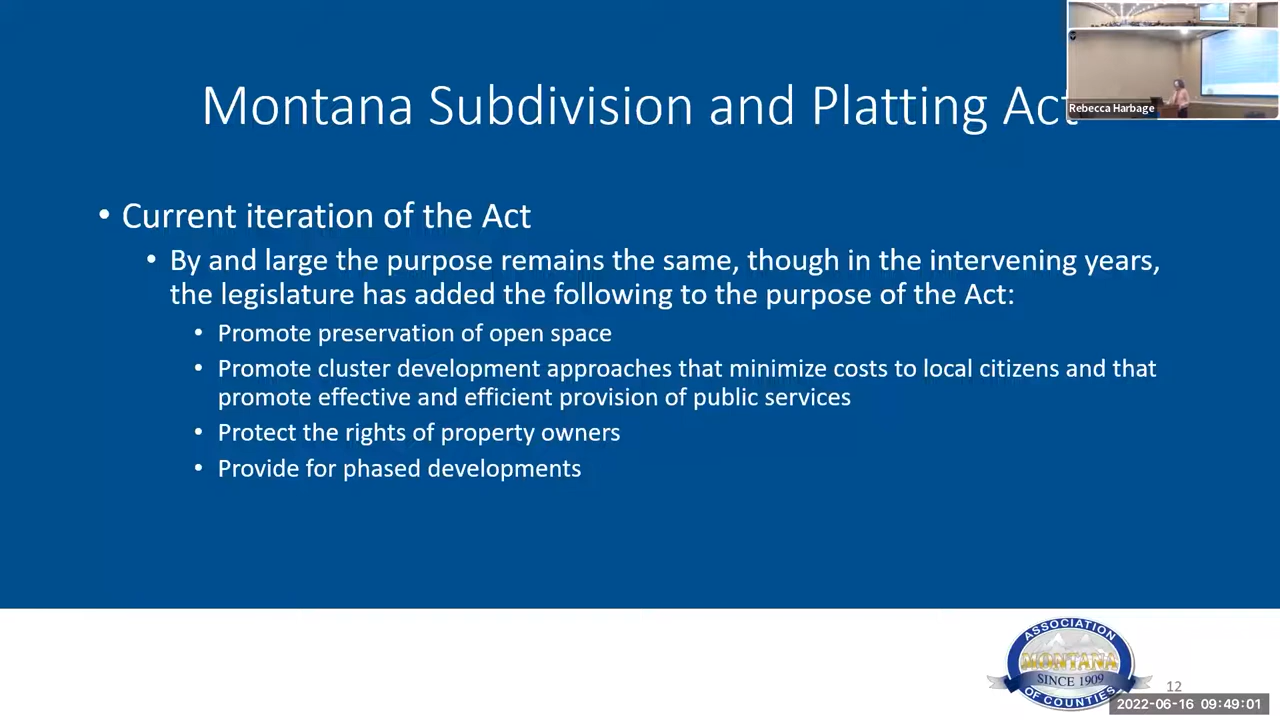 Montana Subdivision and Platting Act
Rebecca Harbage
• Current iteration of the Act
• By and large the purpose remains the same, though in the intervening years,
the legislature has added the following to the purpose of the Act:
• Promote preservation of open space
• Promote cluster development approaches that minimize costs to local citizens and that
promote effective and efficient provision of public services
• Protect the rights of property owners
• Provide for phased developments
ASSOCIATION
MONTANA
SINCE 1909
OF COUNTIES
12
2022-06-16 09:49:01